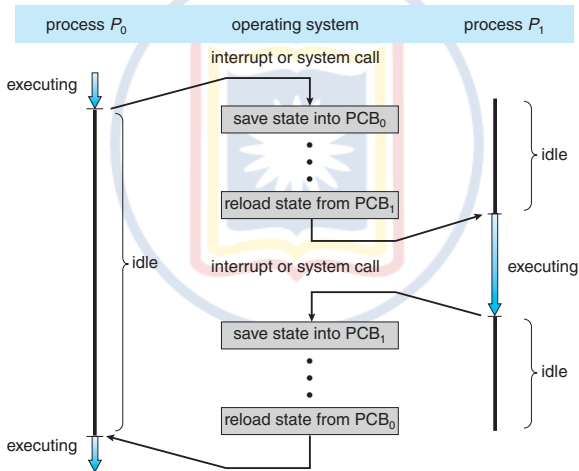 process P0
operating system
process P1
interrupt or system call
executing
save state into PCB0
idle
reload state from PCB1
idle
interrupt or system call
executing
save state into PCB1
idle
reload state from PCB0
executing